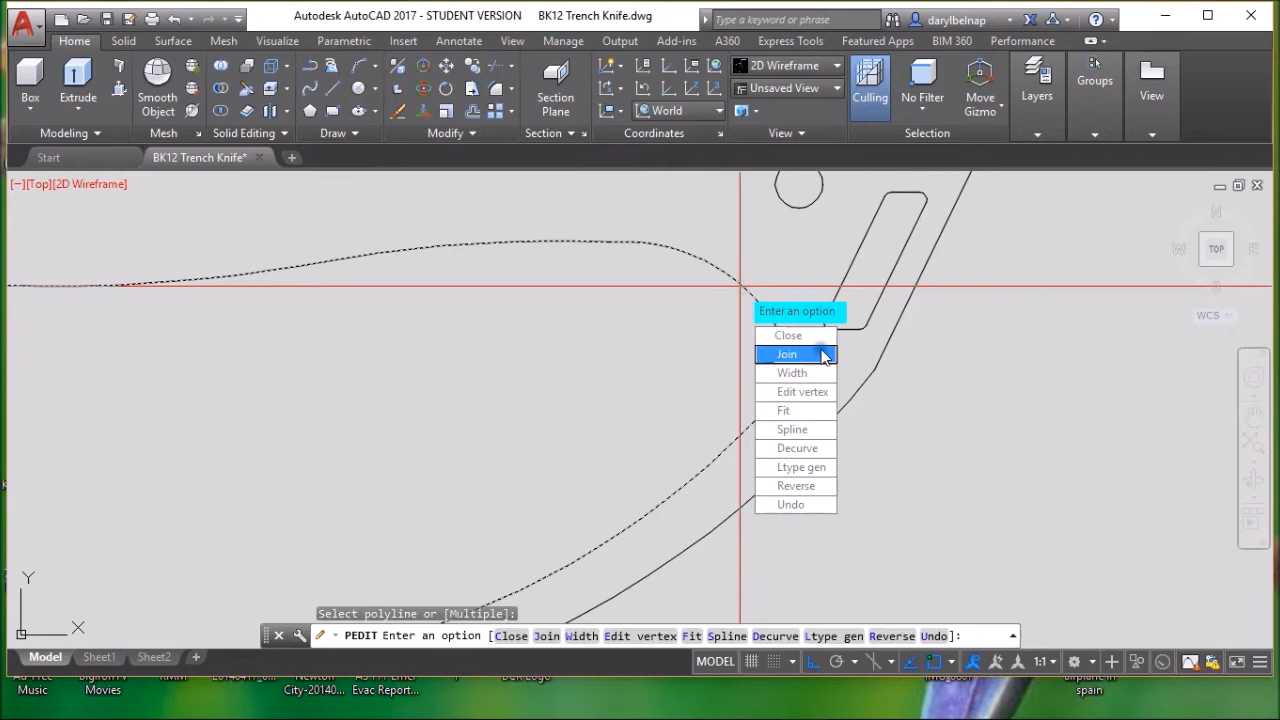 Autodesk AutoCAD 2017 - STUDENT VERSION BK12 Trench Knife.dwg
Type a keyword or phrase
darylbelnap
Home Solid Surface Mesh Visualize Parametric Insert Annotate View Manage Output Add-ins A360 Express Tools Featured Apps BIM 360 Performance
Box
Extrude
Smooth
Object
Section
Plane
World
2D Wireframe
Unsaved View
Culling
No Filter
Move
Gizmo
Layers
Groups
View
Modeling
Mesh
Solid Editing
Draw
Modify
Section
Coordinates
View
Selection
Start
BK12 Trench Knife*
[−][Top][2D Wireframe]
N
W
TOP
E
S
WCS
Enter an option
Close
Join
Width
Edit vertex
Fit
Spline
Decurve
Ltype gen
Reverse
Undo
Y
X
Select polyline or [Multiple]:
PEDIT Enter an option [Close Join Width Edit vertex Fit Spline Decurve Ltype gen Reverse Undo]:
Model Sheet1 Sheet2
MODEL
1:1
Music
Movies
Newton
City-20140...
Evac Report...
airplane in
spain